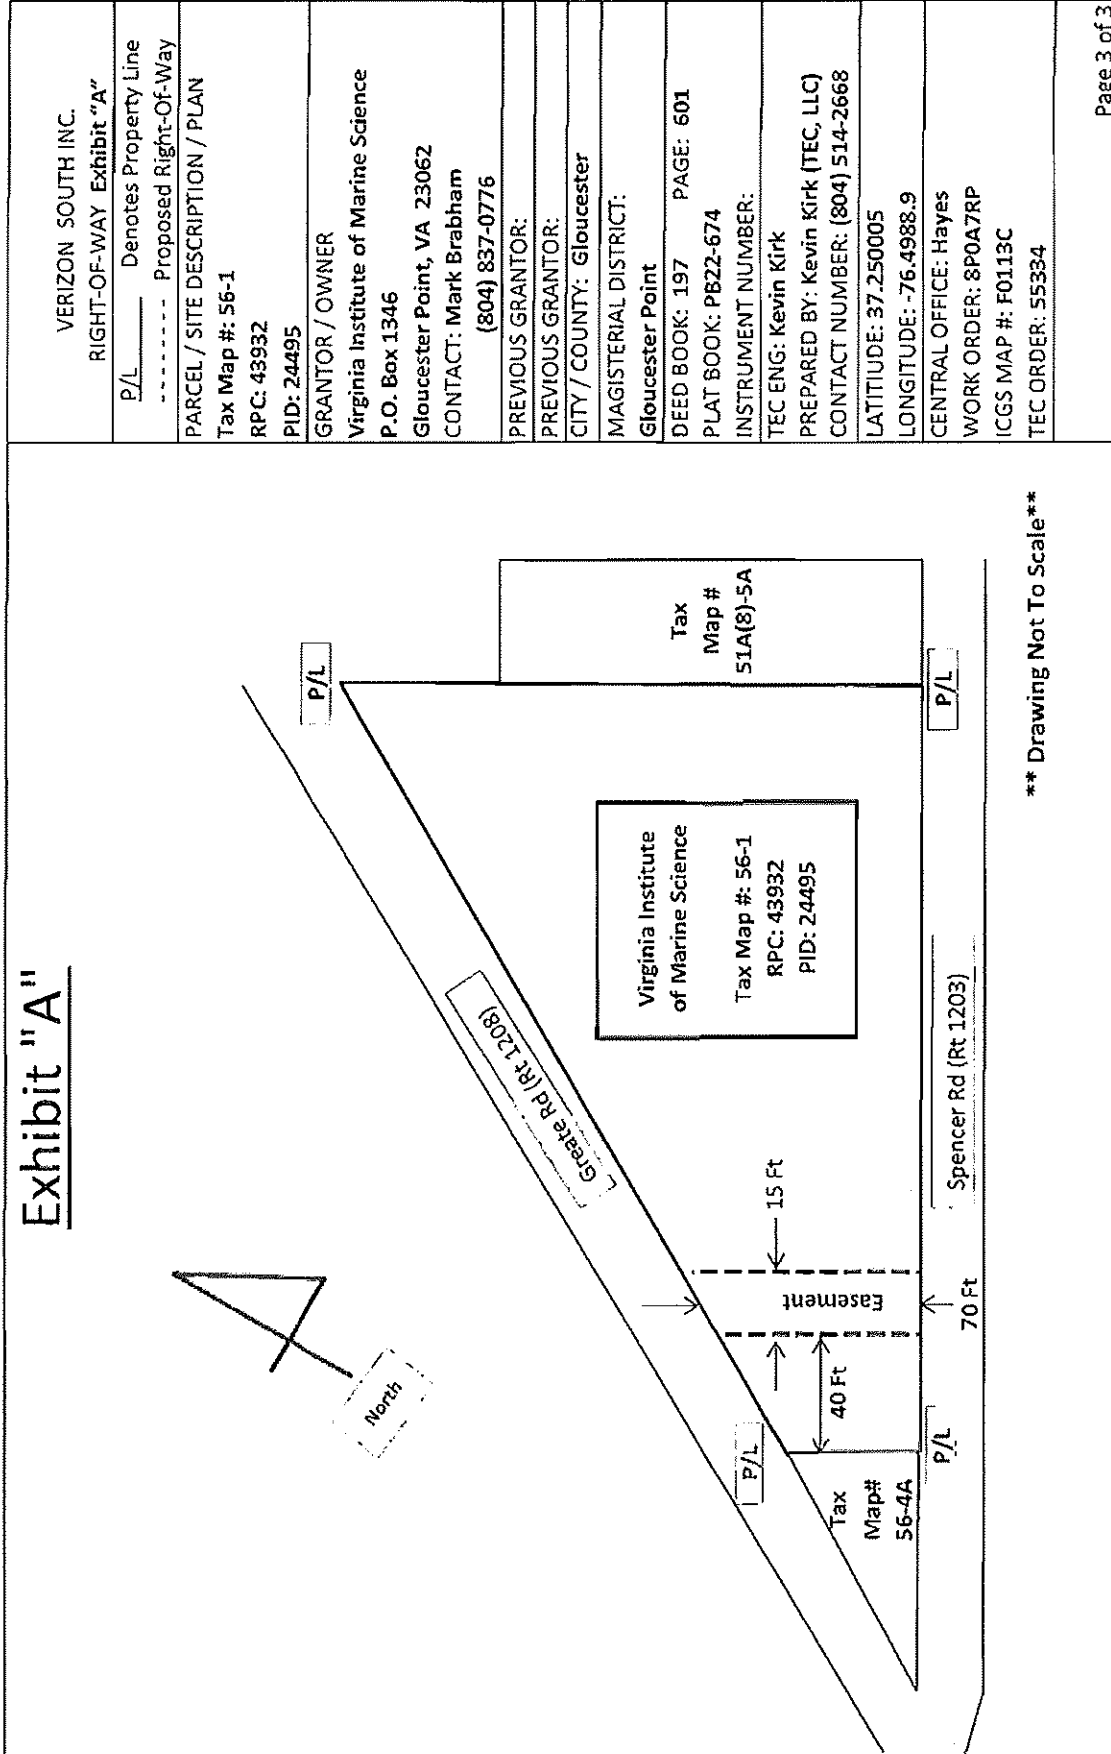 Exhibit "A"
North
Greate Rd (Rt 1208)
P/L
P/L
Tax
Map#
56-4A
P/L
40 Ft
Easement
15 Ft
70 Ft
Spencer Rd (Rt 1203)
Virginia Institute
of Marine Science
Tax Map #: 56-1
RPC: 43932
PID: 24495
Tax
Map #
51A(8)-5A
P/L
** Drawing Not To Scale**
VERIZON SOUTH INC.
RIGHT-OF-WAY Exhibit "A"
P/L ______ Denotes Property Line
-------- Proposed Right-Of-Way
PARCEL / SITE DESCRIPTION / PLAN
Tax Map #: 56-1
RPC: 43932
PID: 24495
GRANTOR / OWNER
Virginia Institute of Marine Science
P.O. Box 1346
Gloucester Point, VA 23062
CONTACT: Mark Brabham
(804) 837-0776
PREVIOUS GRANTOR:
PREVIOUS GRANTOR:
CITY / COUNTY: Gloucester
MAGISTERIAL DISTRICT:
Gloucester Point
DEED BOOK: 197 PAGE: 601
PLAT BOOK: PB22-674
INSTRUMENT NUMBER:
TEC ENG: Kevin Kirk
PREPARED BY: Kevin Kirk (TEC, LLC)
CONTACT NUMBER: (804) 514-2668
LATITIUDE: 37.250005
LONGITUDE: -76.4988.9
CENTRAL OFFICE: Hayes
WORK ORDER: 8P0A7RP
ICGS MAP #: F0113C
TEC ORDER: 55334
Page 3 of 3